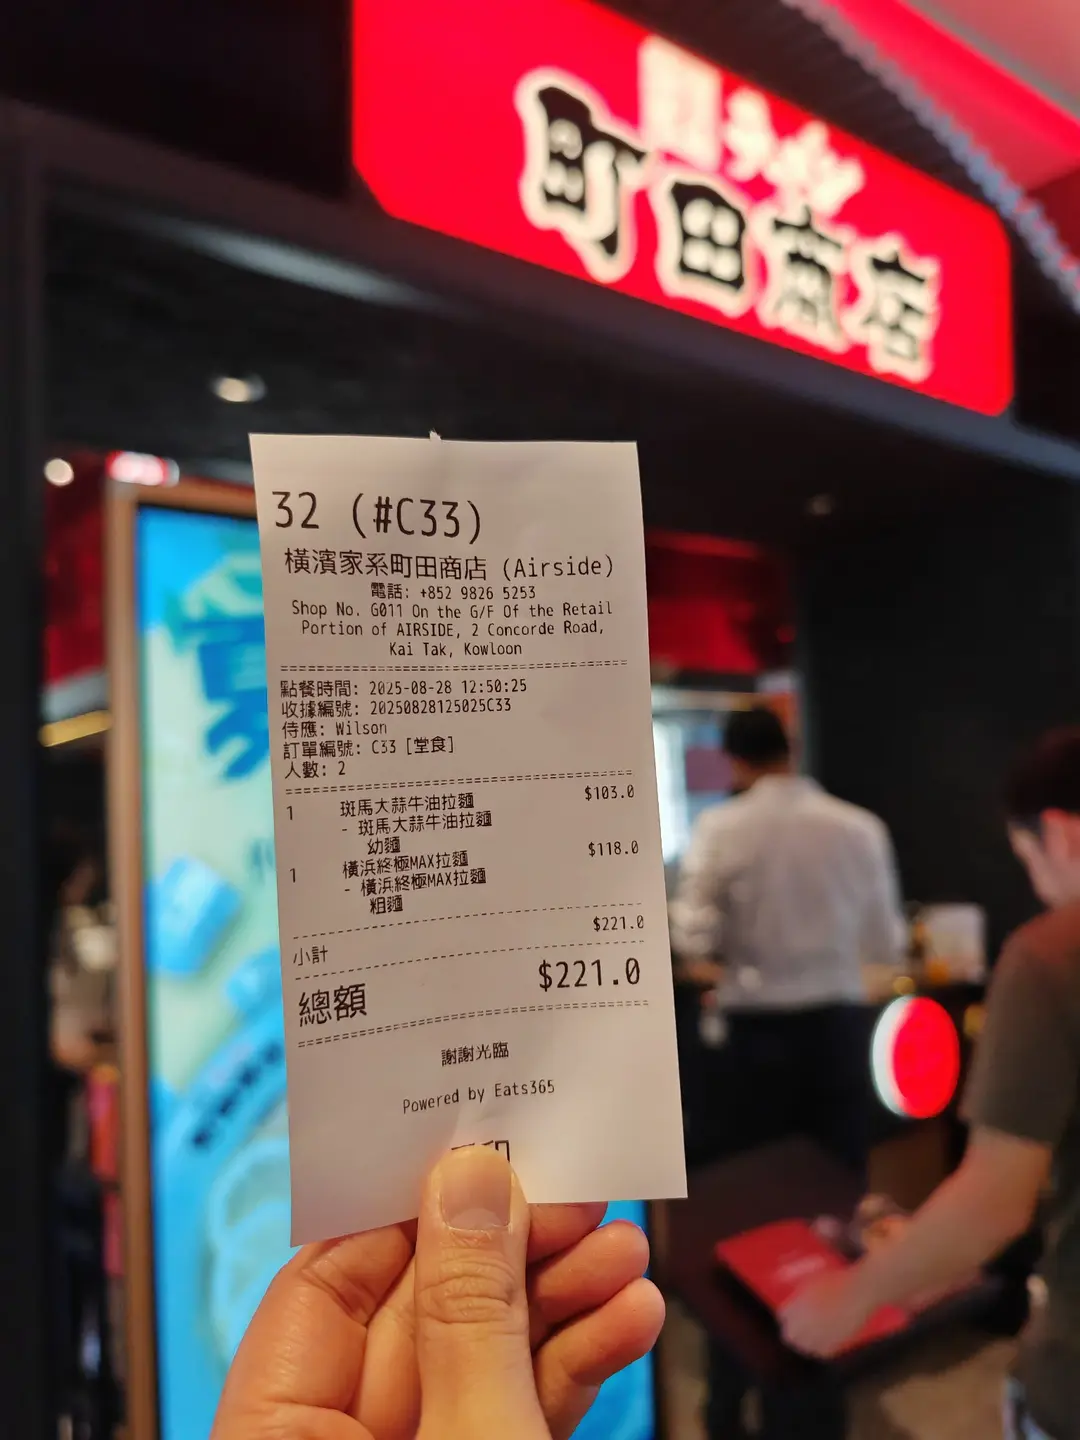 町田商店
32 (#C33)
橫濱家系町田商店 (Airside)
電話: +852 9826 5253
Shop No. G011 On the G/F Of the Retail
Portion of AIRSIDE, 2 Concorde Road,
Kai Tak, Kowloon
點餐時間: 2025-08-28 12:50:25
收據編號: 20250828125025C33
侍應: Wilson
訂單編號: C33 [堂食]
人數: 2
1 斑馬大蒜牛油拉麵 $103.0
- 斑馬大蒜牛油拉麵
幼麵
1 橫浜終極MAX拉麵 $118.0
- 橫浜終極MAX拉麵
粗麵
小計 $221.0
總額 $221.0
謝謝光臨
Powered by Eats365